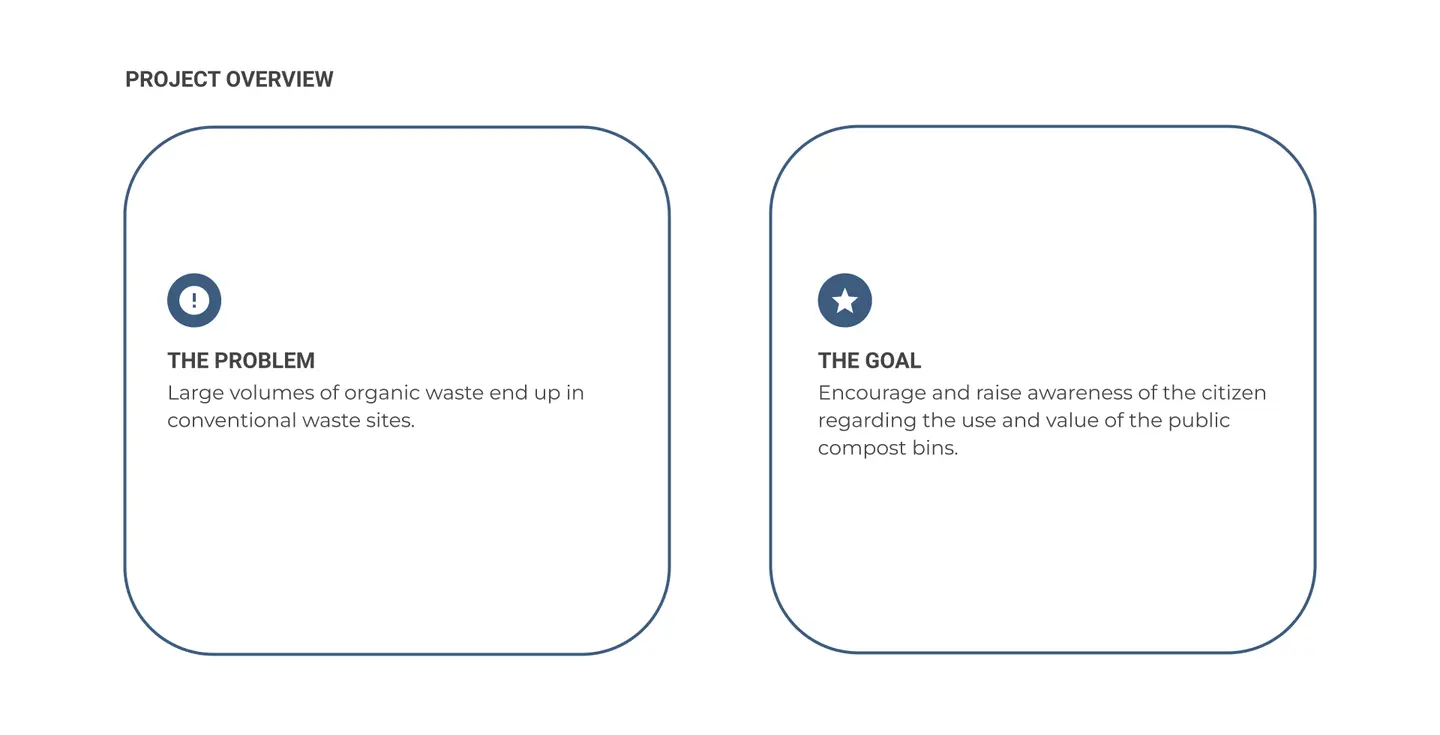 PROJECT OVERVIEW
THE PROBLEM
Large volumes of organic waste end up in
conventional waste sites.
THE GOAL
Encourage and raise awareness of the citizen
regarding the use and value of the public
compost bins.